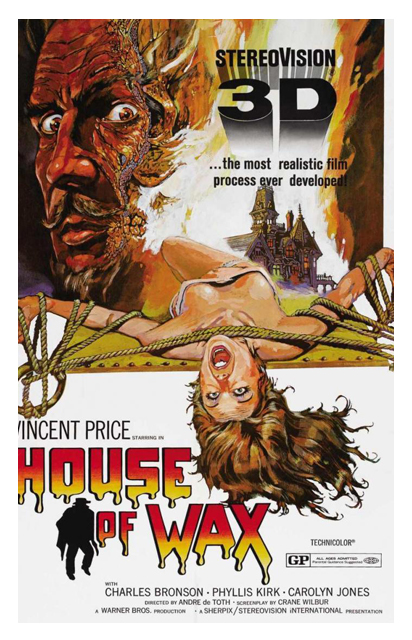 STEREOVISION
3D
...the most realistic film
process ever developed!
VINCENT PRICE STARRING IN
HOUSE
OF WAX
TECHNICOLOR®
GP ALL AGES ADMITTED
Parental Guidance Suggested
WITH
CHARLES BRONSON · PHYLLIS KIRK · CAROLYN JONES
DIRECTED BY ANDRE de TOTH · SCREENPLAY BY CRANE WILBUR
A WARNER BROS. PRODUCTION · A SHERPIX/STEREOVISION INTERNATIONAL PRESENTATION